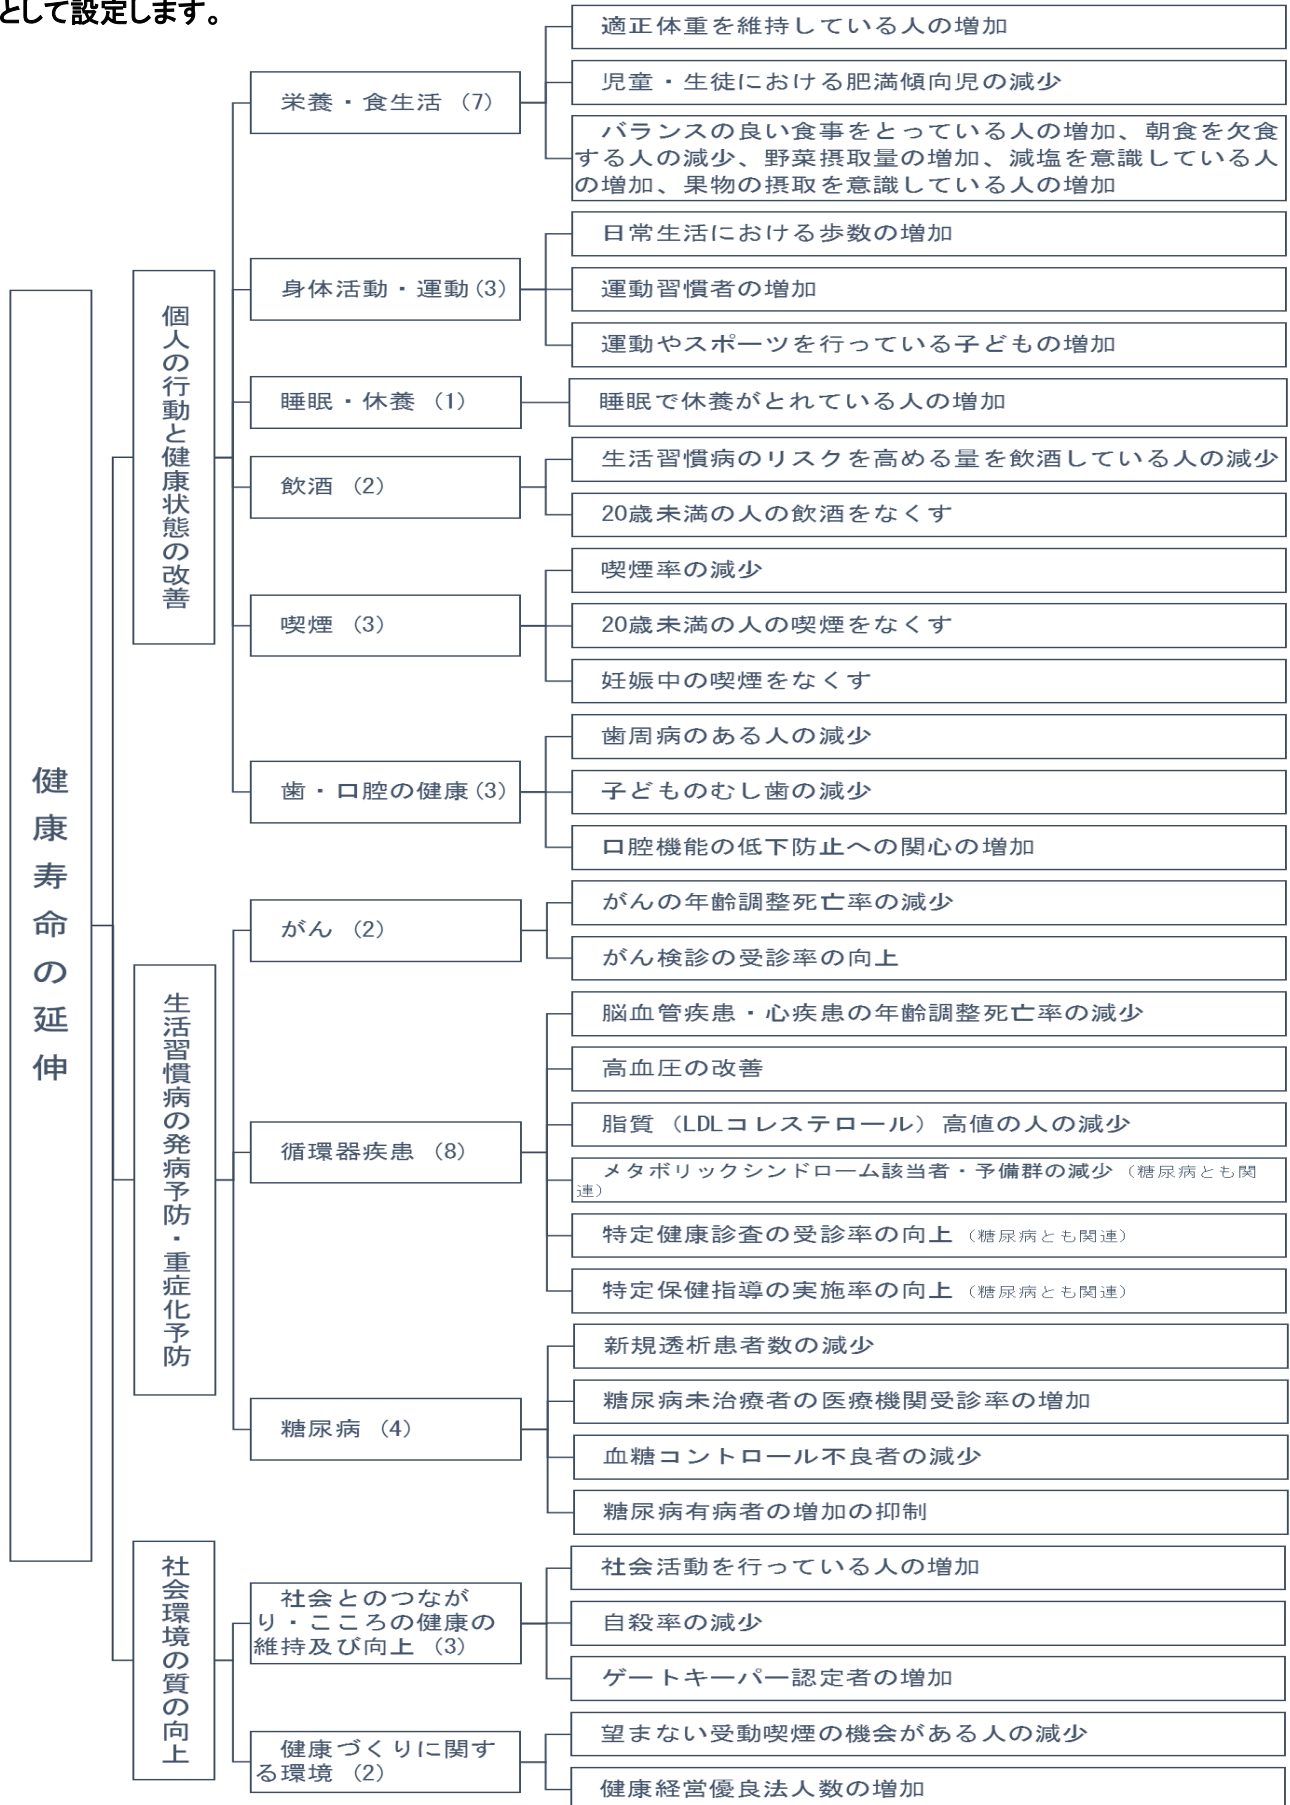 として設定します。
健康寿命の延伸
個人の行動と健康状態の改善
栄養・食生活（7）
適正体重を維持している人の増加
児童・生徒における肥満傾向児の減少
バランスの良い食事をとっている人の増加、朝食を欠食
する人の減少、野菜摂取量の増加、減塩を意識している人
の増加、果物の摂取を意識している人の増加
身体活動・運動(3)
日常生活における歩数の増加
運動習慣者の増加
運動やスポーツを行っている子どもの増加
睡眠・休養（1）
睡眠で休養がとれている人の増加
飲酒（2）
生活習慣病のリスクを高める量を飲酒している人の減少
20歳未満の人の飲酒をなくす
喫煙（3）
喫煙率の減少
20歳未満の人の喫煙をなくす
妊娠中の喫煙をなくす
歯・口腔の健康(3)
歯周病のある人の減少
子どものむし歯の減少
口腔機能の低下防止への関心の増加
生活習慣病の発病予防・重症化予防
がん（2）
がんの年齢調整死亡率の減少
がん検診の受診率の向上
循環器疾患（8）
脳血管疾患・心疾患の年齢調整死亡率の減少
高血圧の改善
脂質（LDLコレステロール）高値の人の減少
メタボリックシンドローム該当者・予備群の減少（糖尿病とも関
連）
特定健康診査の受診率の向上（糖尿病とも関連）
特定保健指導の実施率の向上（糖尿病とも関連）
糖尿病（4）
新規透析患者数の減少
糖尿病未治療者の医療機関受診率の増加
血糖コントロール不良者の減少
糖尿病有病者の増加の抑制
社会環境の質の向上
社会とのつなが
り・こころの健康の
維持及び向上（3）
社会活動を行っている人の増加
自殺率の減少
ゲートキーパー認定者の増加
健康づくりに関す
る環境（2）
望まない受動喫煙の機会がある人の減少
健康経営優良法人数の増加